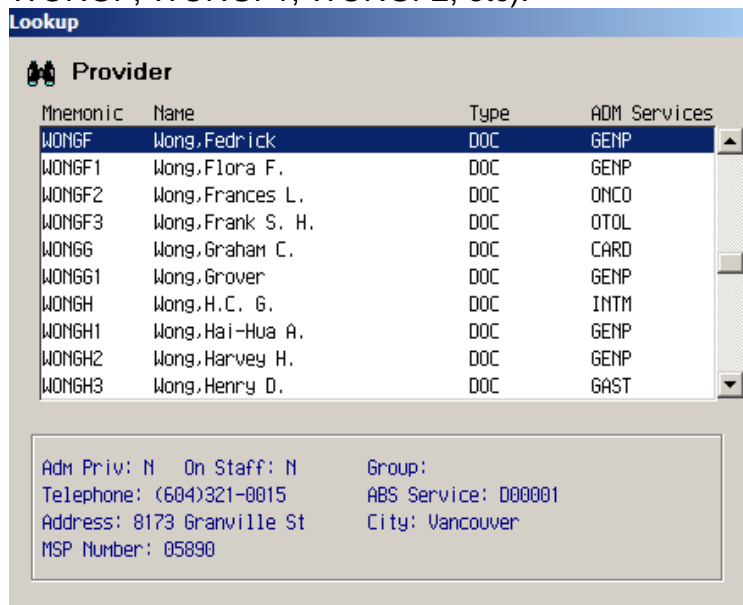 WONGF, WONGF1, WONGF2, etc).
Lookup
Provider
Mnemonic Name Type ADM Services
WONGF Wong,Fedrick DOC GENP
WONGF1 Wong,Flora F. DOC GENP
WONGF2 Wong,Frances L. DOC ONCO
WONGF3 Wong,Frank S. H. DOC OTOL
WONGG Wong,Graham C. DOC CARD
WONGG1 Wong,Grover DOC GENP
WONGH Wong,H.C. G. DOC INTM
WONGH1 Wong,Hai-Hua A. DOC GENP
WONGH2 Wong,Harvey H. DOC GENP
WONGH3 Wong,Henry D. DOC GAST
Adm Priv: N On Staff: N Group:
Telephone: (604)321-0015 ABS Service: D00001
Address: 8173 Granville St City: Vancouver
MSP Number: 05890